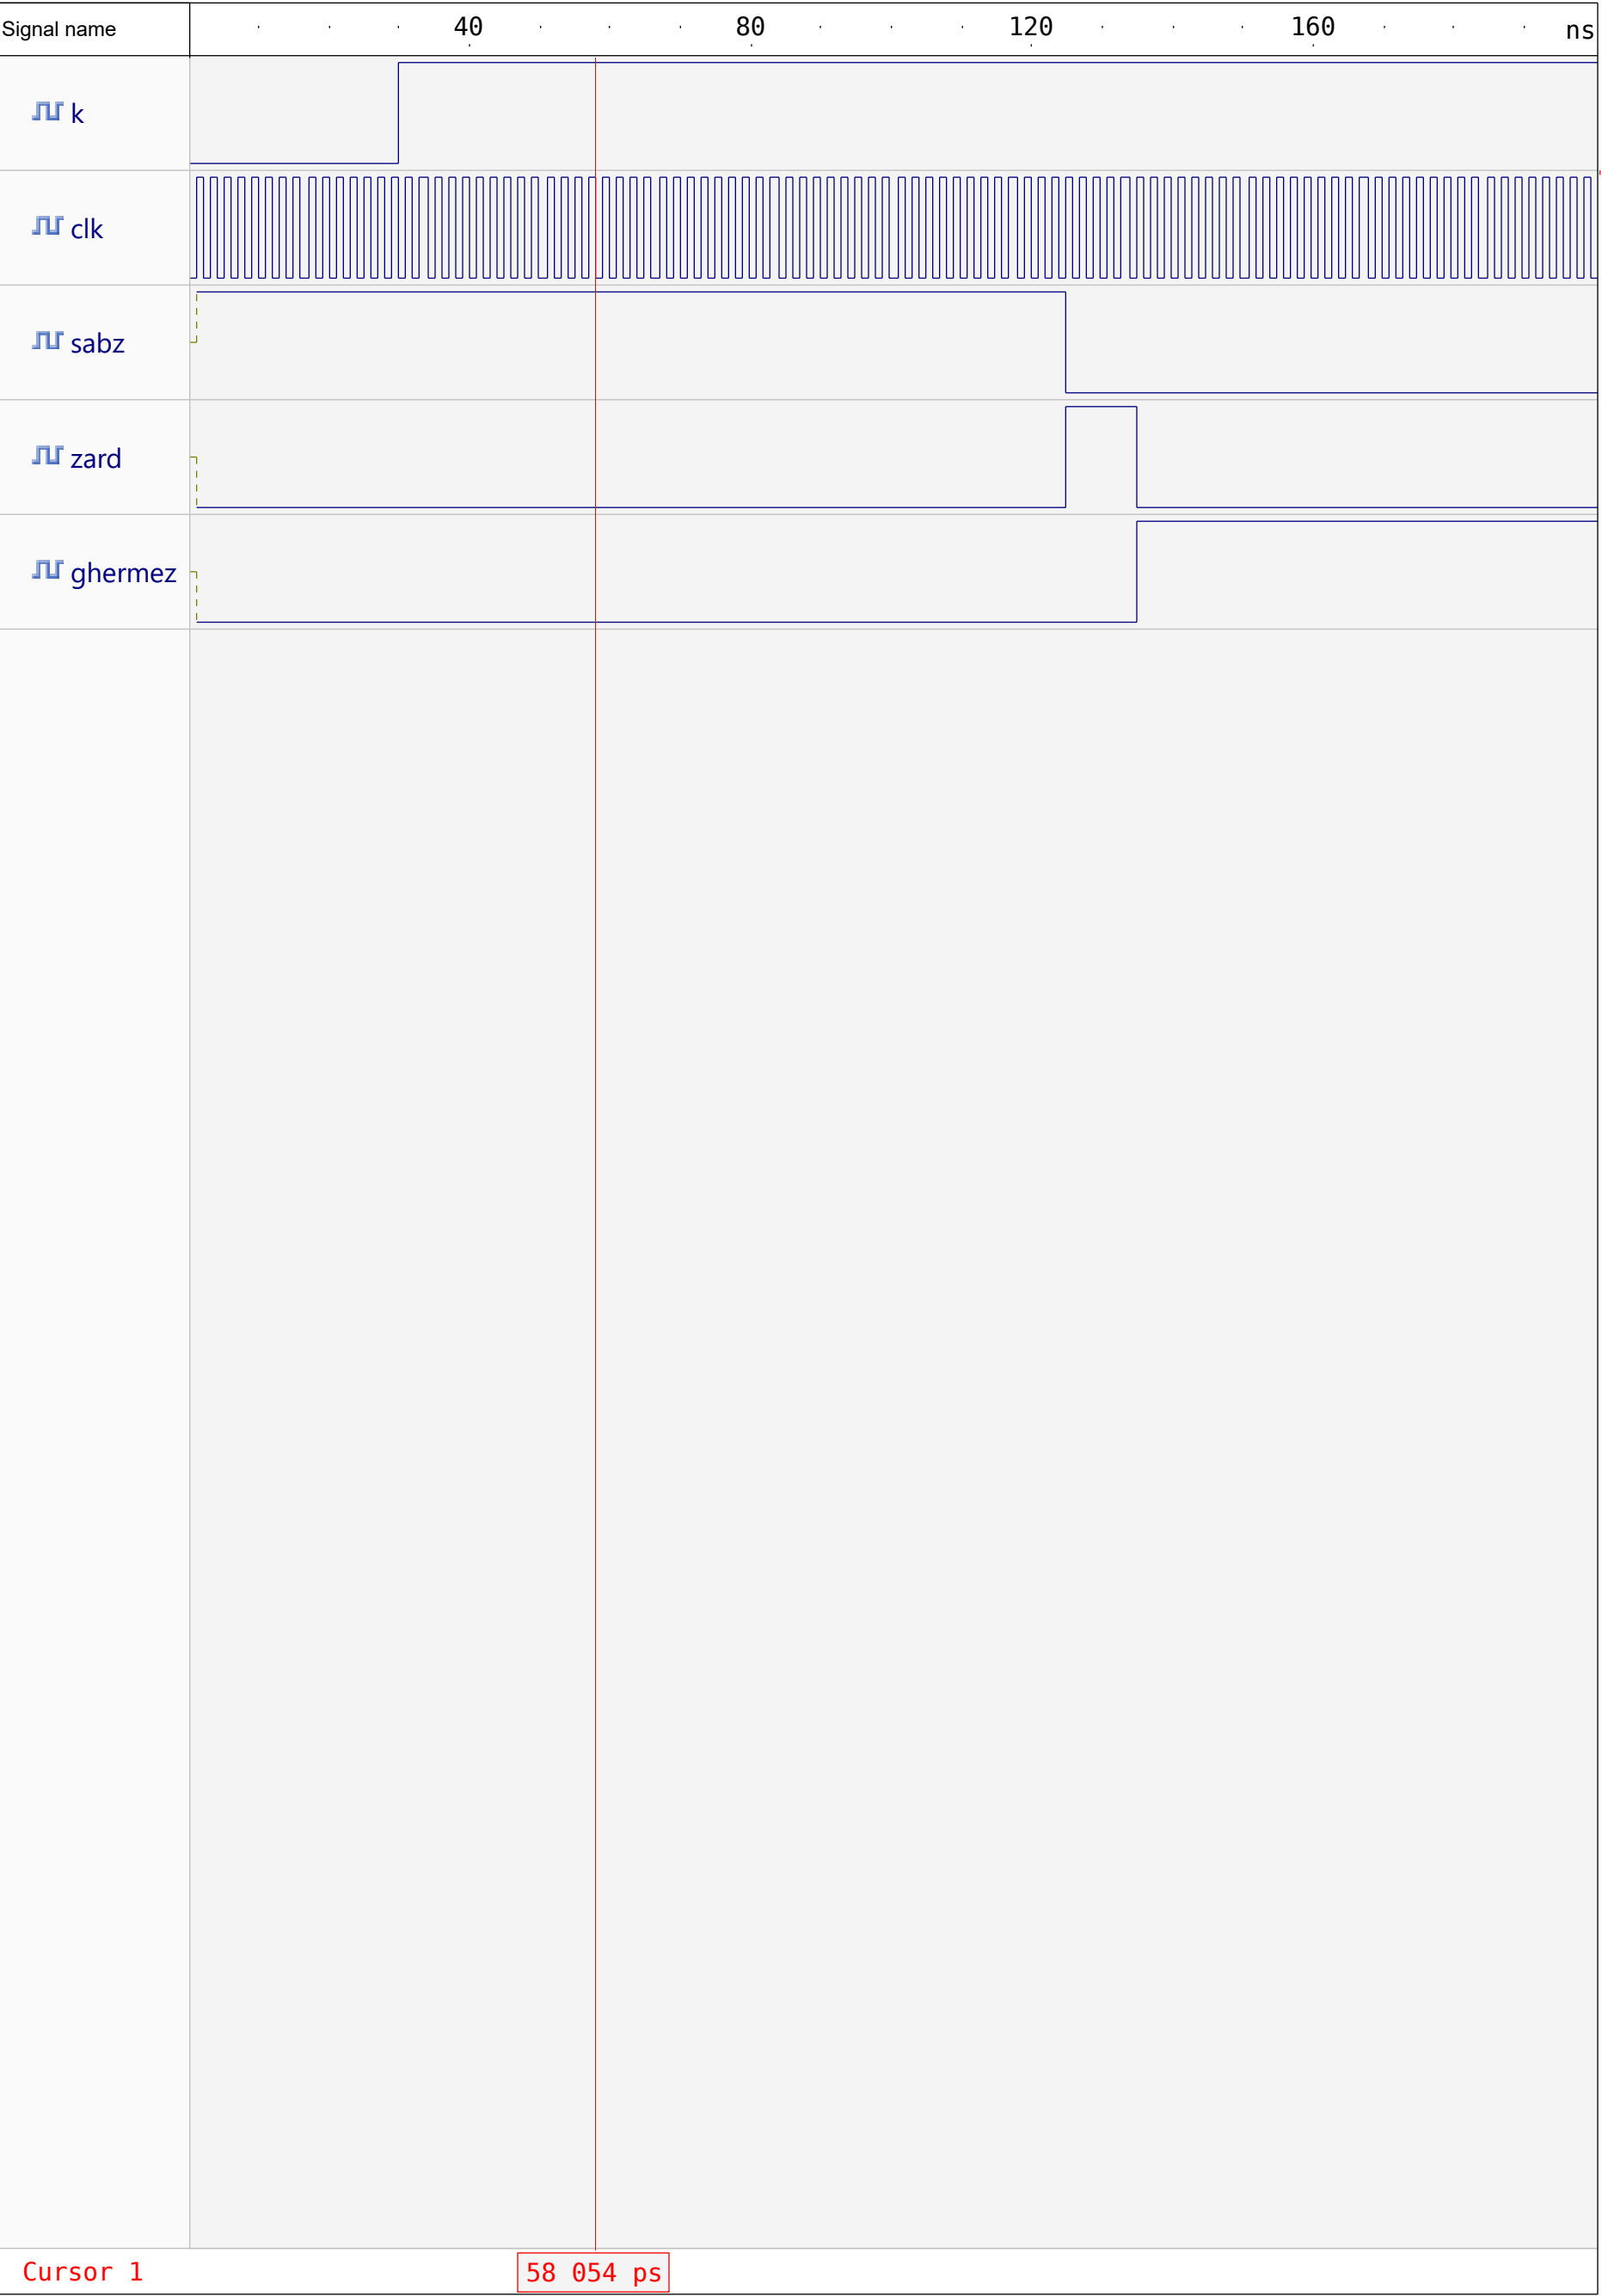 Signal name 40 80 120 160 ns
k
clk
sabz
zard
ghermez
Cursor 1 58 054 ps